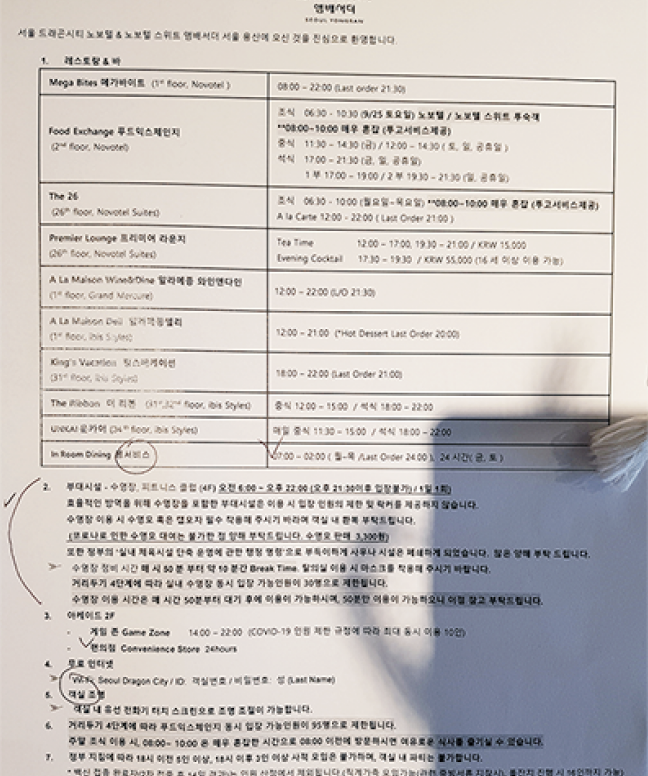 앰배서더
SEOUL YONGSAN
서울 드래곤시티 노보텔 & 노보텔 스위트 앰배서더 서울 용산에 오신 것을 진심으로 환영합니다.
1. 레스토랑 & 바
Mega Bites 메가바이트 (1st floor, Novotel ) 08:00 – 22:00 (Last order 21:30)
Food Exchange 푸드익스체인지
(2nd floor, Novotel)
조식 06:30 - 10:30 (9/25 토요일) 노보텔 / 노보텔 스위트 투숙객
**08:00~10:00 매우 혼잡 (투고서비스제공)
중식 11:30 – 14:30 (금) / 12:00 – 14:30 ( 토, 일, 공휴일 )
석식 17:00 – 21:30 (금, 일, 공휴일)
1 부 17:00 - 19:00 / 2 부 19:30 - 21:30 (일, 공휴일)
The 26
(26th floor, Novotel Suites)
조식 06:30 - 10:00 (월요일~목요일) **08:00~10:00 매우 혼잡 (투고서비스제공)
A la Carte 12:00 - 22:00 ( Last Order 21:00 )
Premier Lounge 프리미어 라운지
(26th floor, Novotel Suites)
Tea Time 12:00 – 17:00, 19:30 – 21:00 / KRW 15,000
Evening Cocktail 17:30 – 19:30 / KRW 55,000 (16 세 이상 이용 가능)
A La Maison Wine&Dine 알라메종 와인앤다인
(1st floor, Grand Mercure)
12:00 – 22:00 (L/O 21:30)
A La Maison Deli 알라메종델리
(1st floor, ibis Styles)
12:00 – 21:00 (*Hot Dessert Last Order 20:00)
King's Vacation 킹스베케이션
(31st floor, ibis Styles)
18:00 – 22:00 (Last Order 21:00)
The Ribbon 더 리본 (31st,32nd floor, ibis Styles) 중식 12:00 – 15:00 / 석식 18:00 – 22:00
UNKAI 운카이 (34th floor, ibis Styles) 매일 중식 11:30 – 15:00 / 석식 18:00 – 22:00
In Room Dining 룸서비스 07:00 – 02:00 ( 월~목 /Last Order 24:00 ), 24 시간( 금, 토 )
2. 부대시설 - 수영장, 피트니스 클럽 (4F) 오전 6:00 ~ 오후 22:00 (오후 21:30이후 입장불가) / 1일 1회)
효율적인 방역을 위해 수영장을 포함한 부대시설은 이용 시 입장 인원의 제한 및 락커를 제공하지 않습니다.
수영장 이용 시 수영모 혹은 캡모자 필수 착용해 주시기 바라며 객실 내 환복 부탁드립니다.
(코로나로 인한 수영모 대여는 불가한 점 양해 부탁드립니다. 수영모 판매 3,300원)
또한 정부의 '실내 체육시설 단축 운영에 관한 행정 명령'으로 부득이하게 사우나 시설은 폐쇄하게 되었습니다. 많은 양해 부탁 드립니다.
수영장 정비 시간 매 시 50 분 부터 약 10 분간 Break Time. 탈의실 이용 시 마스크를 착용해 주시기 바랍니다.
거리두기 4단계에 따라 실내 수영장 동시 입장 가능인원이 30명으로 제한됩니다.
수영장 이용 시간은 매 시간 50분부터 대기 후에 이용이 가능하시며, 50분만 이용이 가능하오니 이점 참고 부탁드립니다.
3. 아케이드 2F
- 게임 존 Game Zone 14:00 – 22:00 (COVID-19 인원 제한 규정에 따라 최대 동시 이용 10인)
- 편의점 Convenience Store 24hours
4. 무료 인터넷
Wi-Fi: Seoul Dragon City / ID: 객실번호 / 비밀번호: 성 (Last Name)
5. 객실 조명
객실 내 유선 전화기 터치 스크린으로 조명 조절이 가능합니다.
6. 거리두기 4단계에 따라 푸드익스체인지 동시 입장 가능인원이 95명으로 제한됩니다.
주말 조식 이용 시, 08:00~ 10:00 은 매우 혼잡한 시간으로 08:00 이전에 방문하시면 여유로운 식사를 즐기실 수 있습니다.
7. 정부 지침에 따라 18시 이전 5인 이상, 18시 이후 3인 이상 사적 모임은 불가하며, 객실 내 파티는 불가합니다.
* 백신 접종 완료자(2차 접종 후 14일 경과)는 인원 산정에서 제외됩니다